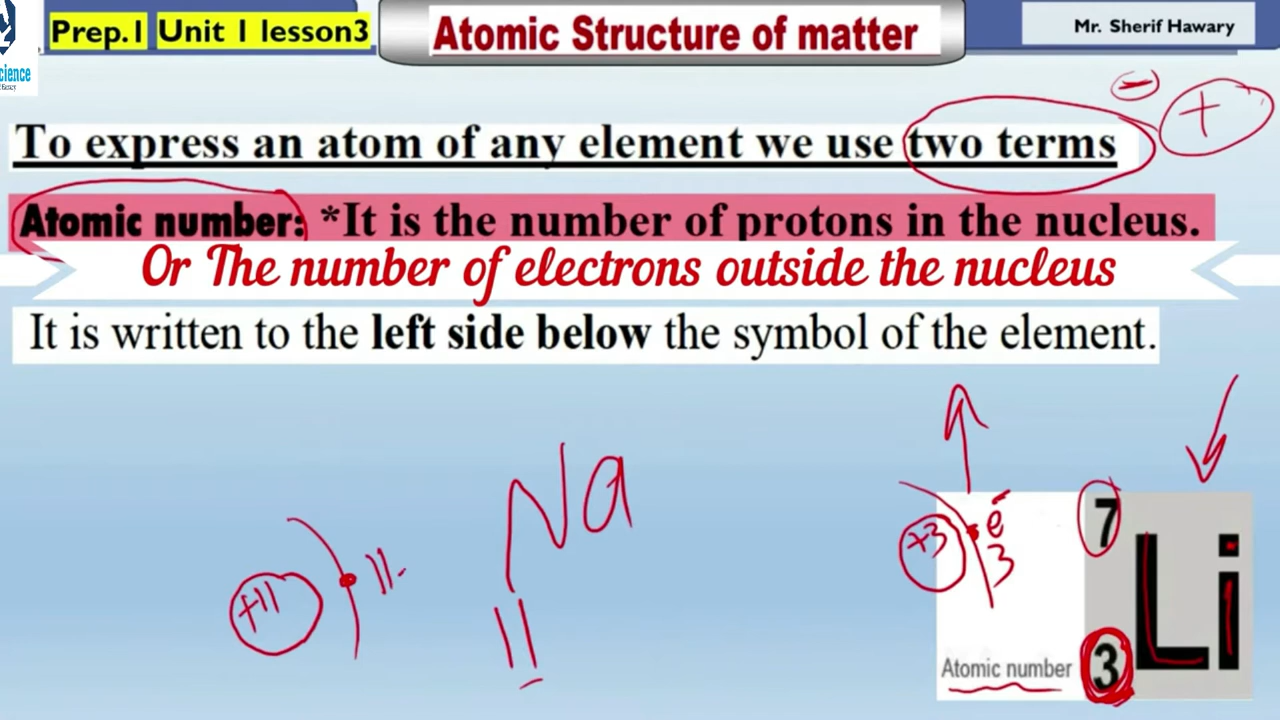 Prep.1 Unit 1 lesson3
Atomic Structure of matter
Mr. Sherif Hawary
cience
To express an atom of any element we use two terms
Atomic number: *It is the number of protons in the nucleus.
Or The number of electrons outside the nucleus
It is written to the left side below the symbol of the element.
− +
Na
11
+11 11
+3 e 3
7
Li
Atomic number 3